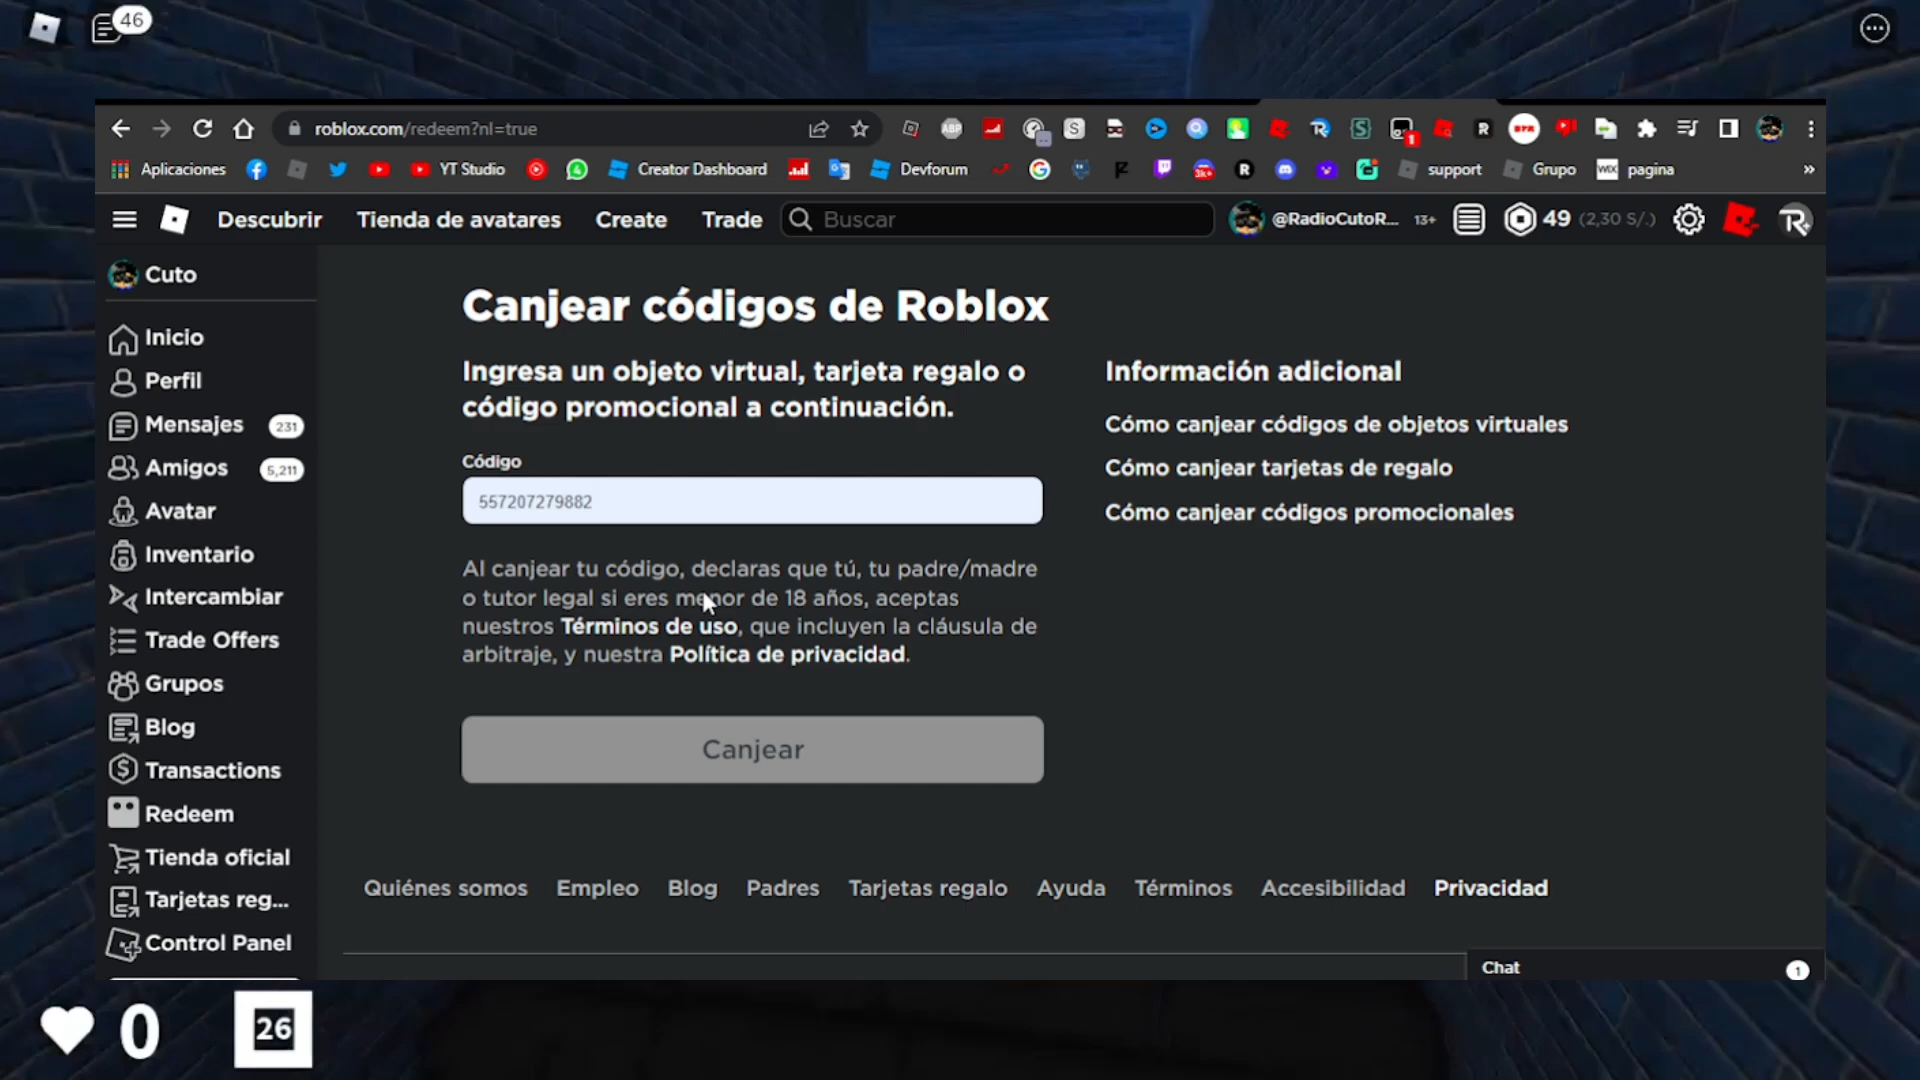 46
roblox.com/redeem?nl=true
Aplicaciones YT Studio Creator Dashboard Devforum support Grupo pagina »
Descubrir Tienda de avatares Create Trade Buscar @RadioCutoR... 13+ 49 (2,30 S/.)
Cuto
Inicio
Perfil
Mensajes 231
Amigos 5,211
Avatar
Inventario
Intercambiar
Trade Offers
Grupos
Blog
Transactions
Redeem
Tienda oficial
Tarjetas reg...
Control Panel
Canjear códigos de Roblox
Ingresa un objeto virtual, tarjeta regalo o
código promocional a continuación.
Código
557207279882
Al canjear tu código, declaras que tú, tu padre/madre
o tutor legal si eres menor de 18 años, aceptas
nuestros Términos de uso, que incluyen la cláusula de
arbitraje, y nuestra Política de privacidad.
Canjear
Información adicional
Cómo canjear códigos de objetos virtuales
Cómo canjear tarjetas de regalo
Cómo canjear códigos promocionales
Quiénes somos Empleo Blog Padres Tarjetas regalo Ayuda Términos Accesibilidad Privacidad
Chat 1
0 26